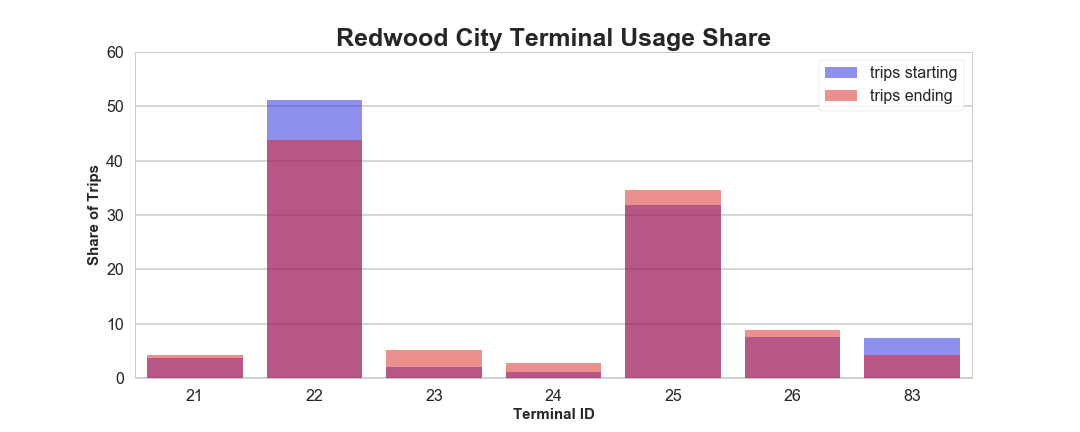 Redwood City Terminal Usage Share
60
50
40
30
20
10
0
Share of Trips
trips starting
trips ending
21 22 23 24 25 26 83
Terminal ID